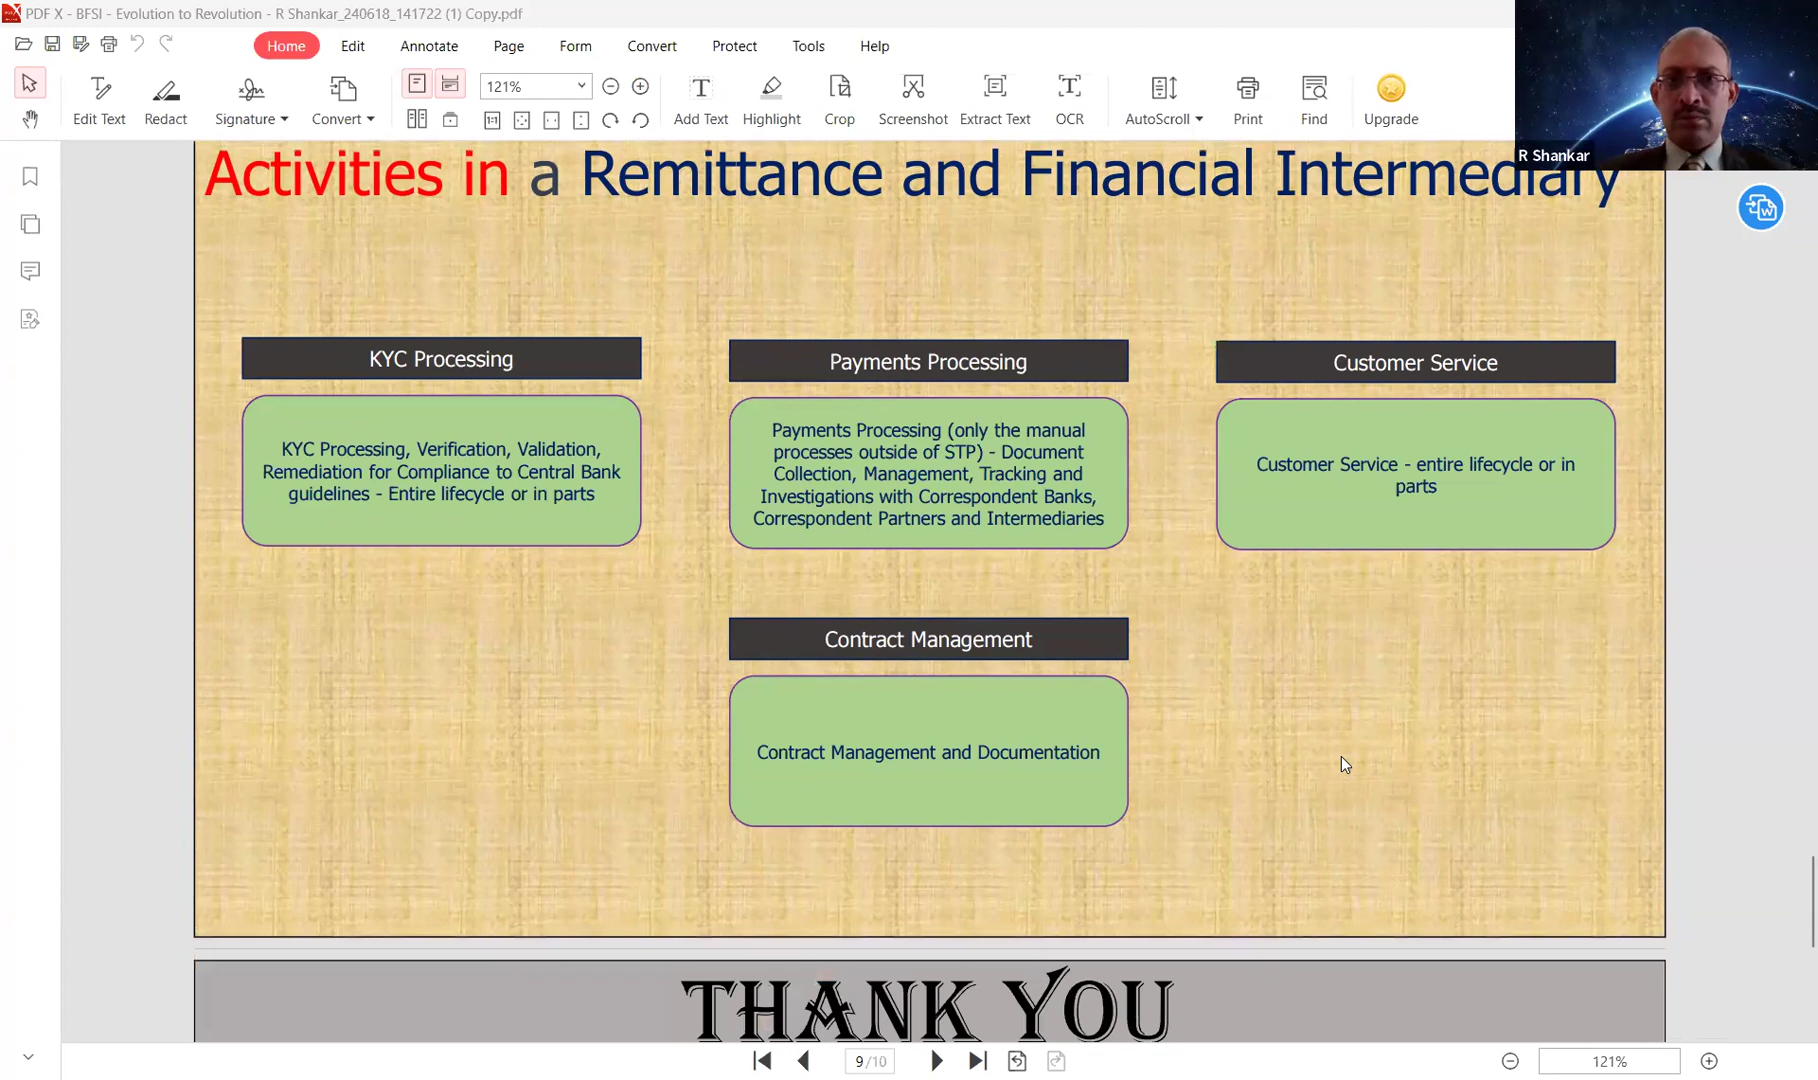 PDF X - BFSI - Evolution to Revolution - R Shankar_240618_141722 (1) Copy.pdf
Home Edit Annotate Page Form Convert Protect Tools Help
121%
Edit Text Redact Signature Convert Add Text Highlight Crop Screenshot Extract Text OCR AutoScroll Print Find Upgrade
R Shankar
Activities in a Remittance and Financial Intermediary
KYC Processing
KYC Processing, Verification, Validation,
Remediation for Compliance to Central Bank
guidelines - Entire lifecycle or in parts
Payments Processing
Payments Processing (only the manual
processes outside of STP) - Document
Collection, Management, Tracking and
Investigations with Correspondent Banks,
Correspondent Partners and Intermediaries
Customer Service
Customer Service - entire lifecycle or in
parts
Contract Management
Contract Management and Documentation
THANK YOU
9 /10
121%